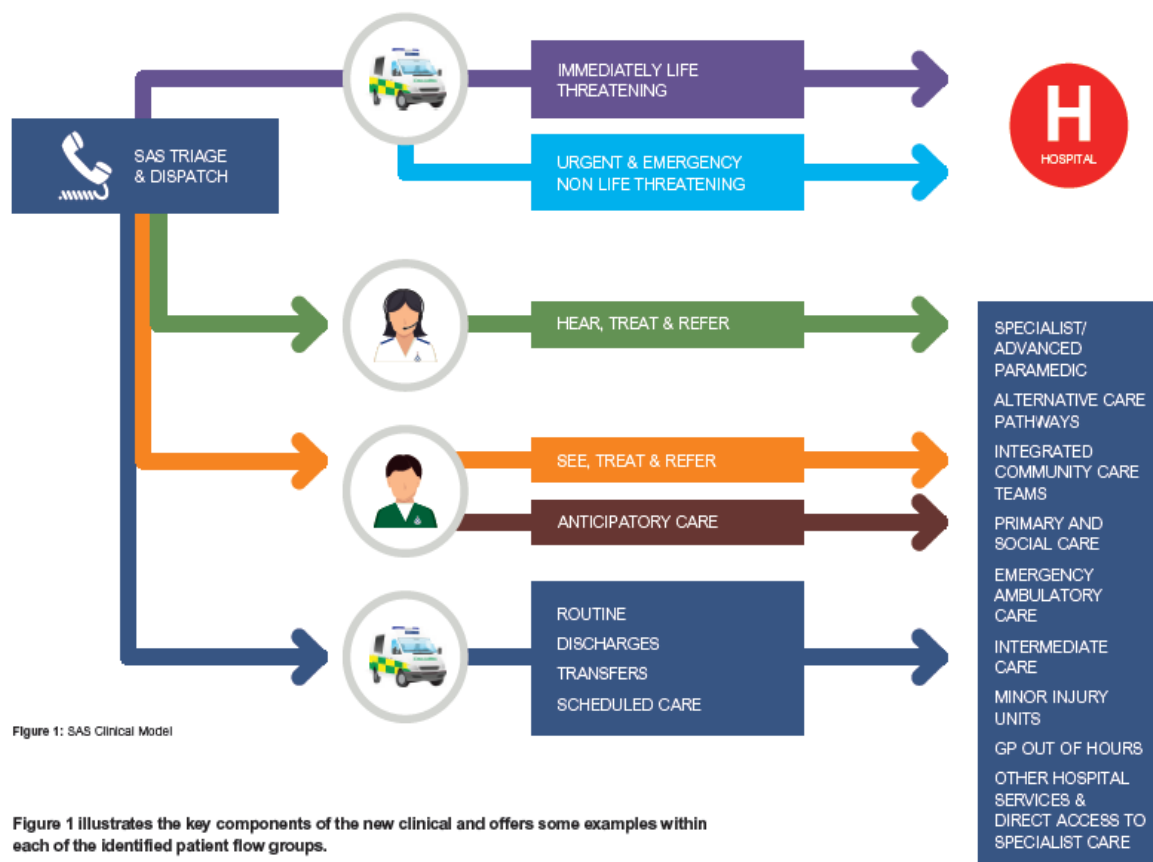 SAS TRIAGE
& DISPATCH
IMMEDIATELY LIFE
THREATENING
URGENT & EMERGENCY
NON LIFE THREATENING
H
HOSPITAL
HEAR, TREAT & REFER
SEE, TREAT & REFER
ANTICIPATORY CARE
ROUTINE
DISCHARGES
TRANSFERS
SCHEDULED CARE
SPECIALIST/
ADVANCED
PARAMEDIC
ALTERNATIVE CARE
PATHWAYS
INTEGRATED
COMMUNITY CARE
TEAMS
PRIMARY AND
SOCIAL CARE
EMERGENCY
AMBULATORY
CARE
INTERMEDIATE
CARE
MINOR INJURY
UNITS
GP OUT OF HOURS
OTHER HOSPITAL
SERVICES &
DIRECT ACCESS TO
SPECIALIST CARE
Figure 1: SAS Clinical Model
Figure 1 illustrates the key components of the new clinical and offers some examples within
each of the identified patient flow groups.